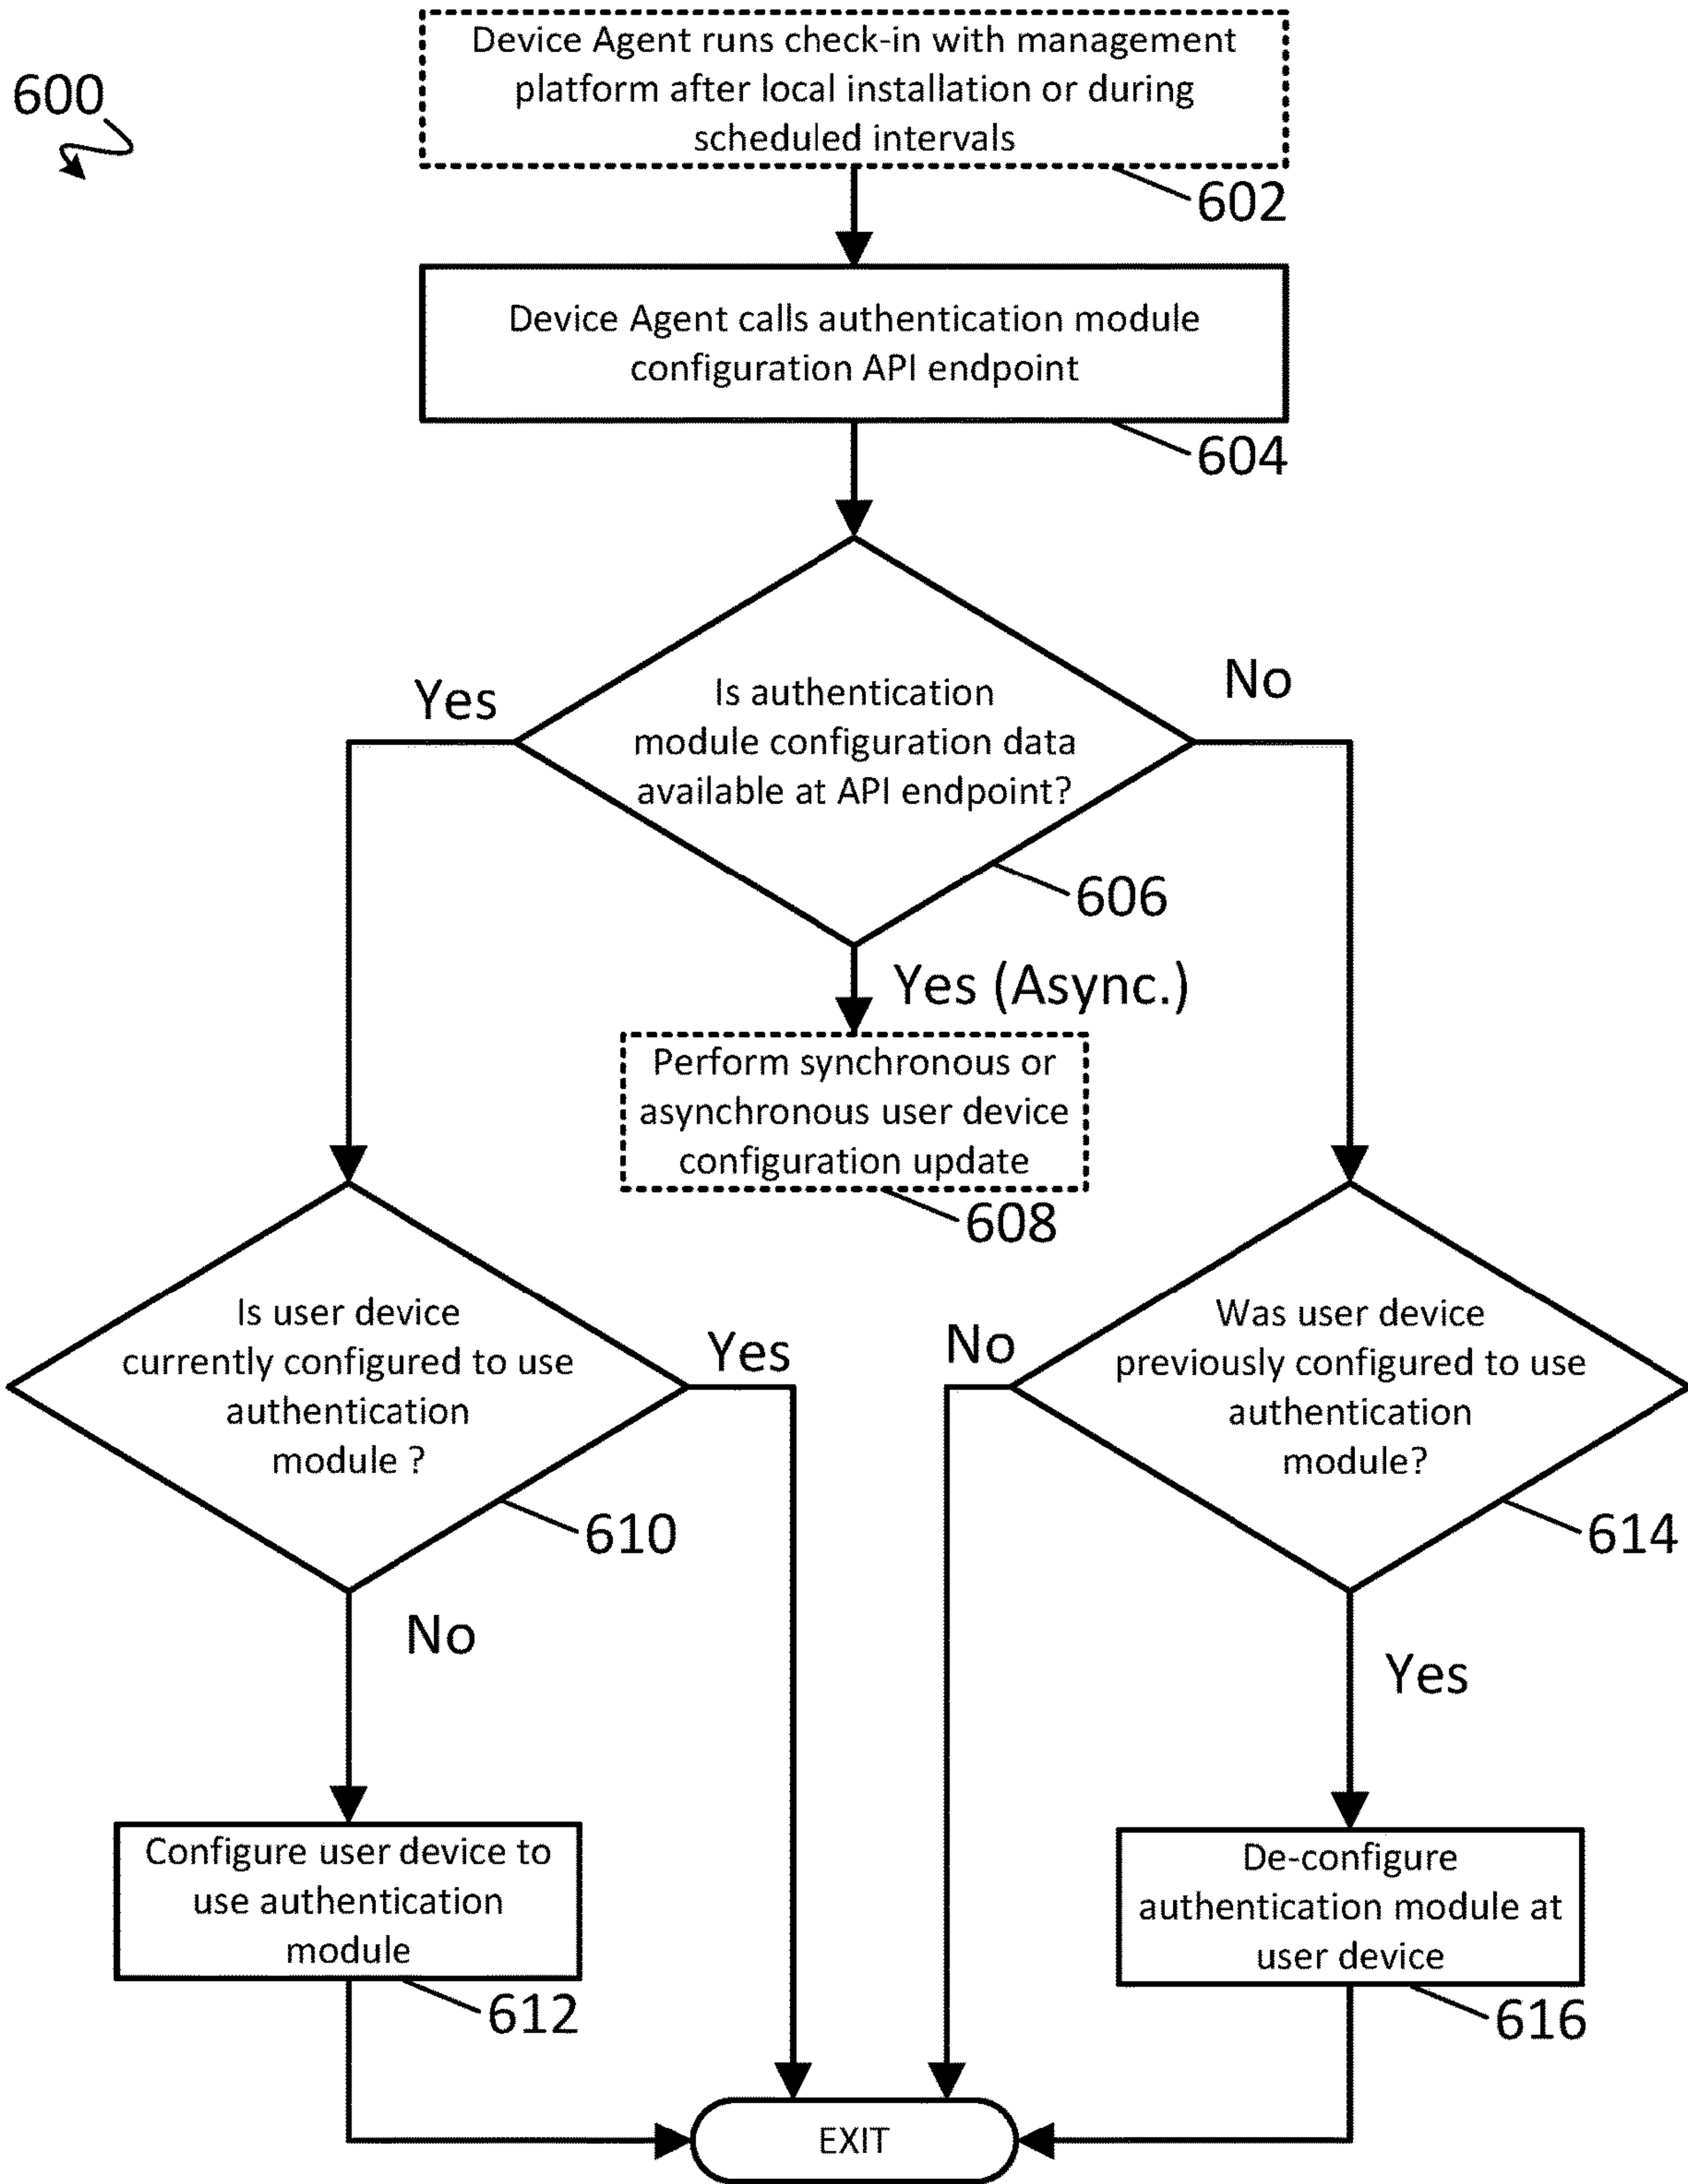 600
Device Agent runs check-in with management
platform after local installation or during
scheduled intervals
602
Device Agent calls authentication module
configuration API endpoint
604
Is authentication
module configuration data
available at API endpoint?
606
Yes
No
Yes (Async.)
Perform synchronous or
asynchronous user device
configuration update
608
Is user device
currently configured to use
authentication
module ?
610
Yes
No
Was user device
previously configured to use
authentication
module?
614
No
Yes
Configure user device to
use authentication
module
612
De-configure
authentication module at
user device
616
EXIT